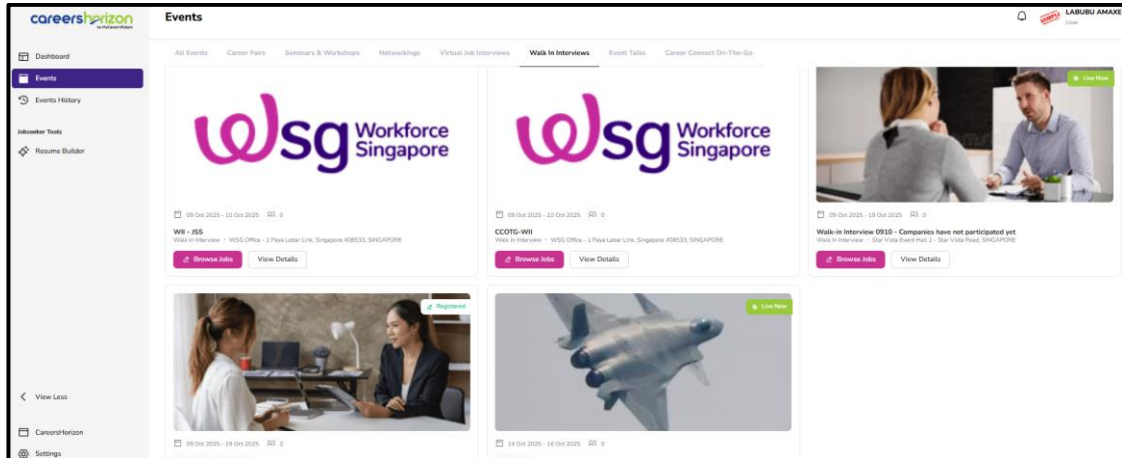 careershorizon
by MyCareersFuture
Events
SAMPLE
LABUBU AMAXE
User
Dashboard
Events
Events History
Jobseeker Tools
Resume Builder
View Less
CareersHorizon
Settings
All Events
Career Fairs
Seminars & Workshops
Networkings
Virtual Job Interviews
Walk In Interviews
Event Talks
Career Connect On-The-Go
wsg Workforce
Singapore
09 Oct 2025 - 10 Oct 2025 0
WII - JSS
Walk In Interview • WSG Office - 1 Paya Lebar Link, Singapore 408533, SINGAPORE
Browse Jobs
View Details
wsg Workforce
Singapore
09 Oct 2025 - 10 Oct 2025 0
CCOTG-WII
Walk In Interview • WSG Office - 1 Paya Lebar Link, Singapore 408533, SINGAPORE
Browse Jobs
View Details
Live Now
09 Oct 2025 - 19 Oct 2025 0
Walk-in Interview 0910 - Companies have not participated yet
Walk In Interview • Star Vista Event Hall 1 - Star Vista Road, SINGAPORE
Browse Jobs
View Details
Registered
09 Oct 2025 - 19 Oct 2025 2
Live Now
14 Oct 2025 - 16 Oct 2025 0